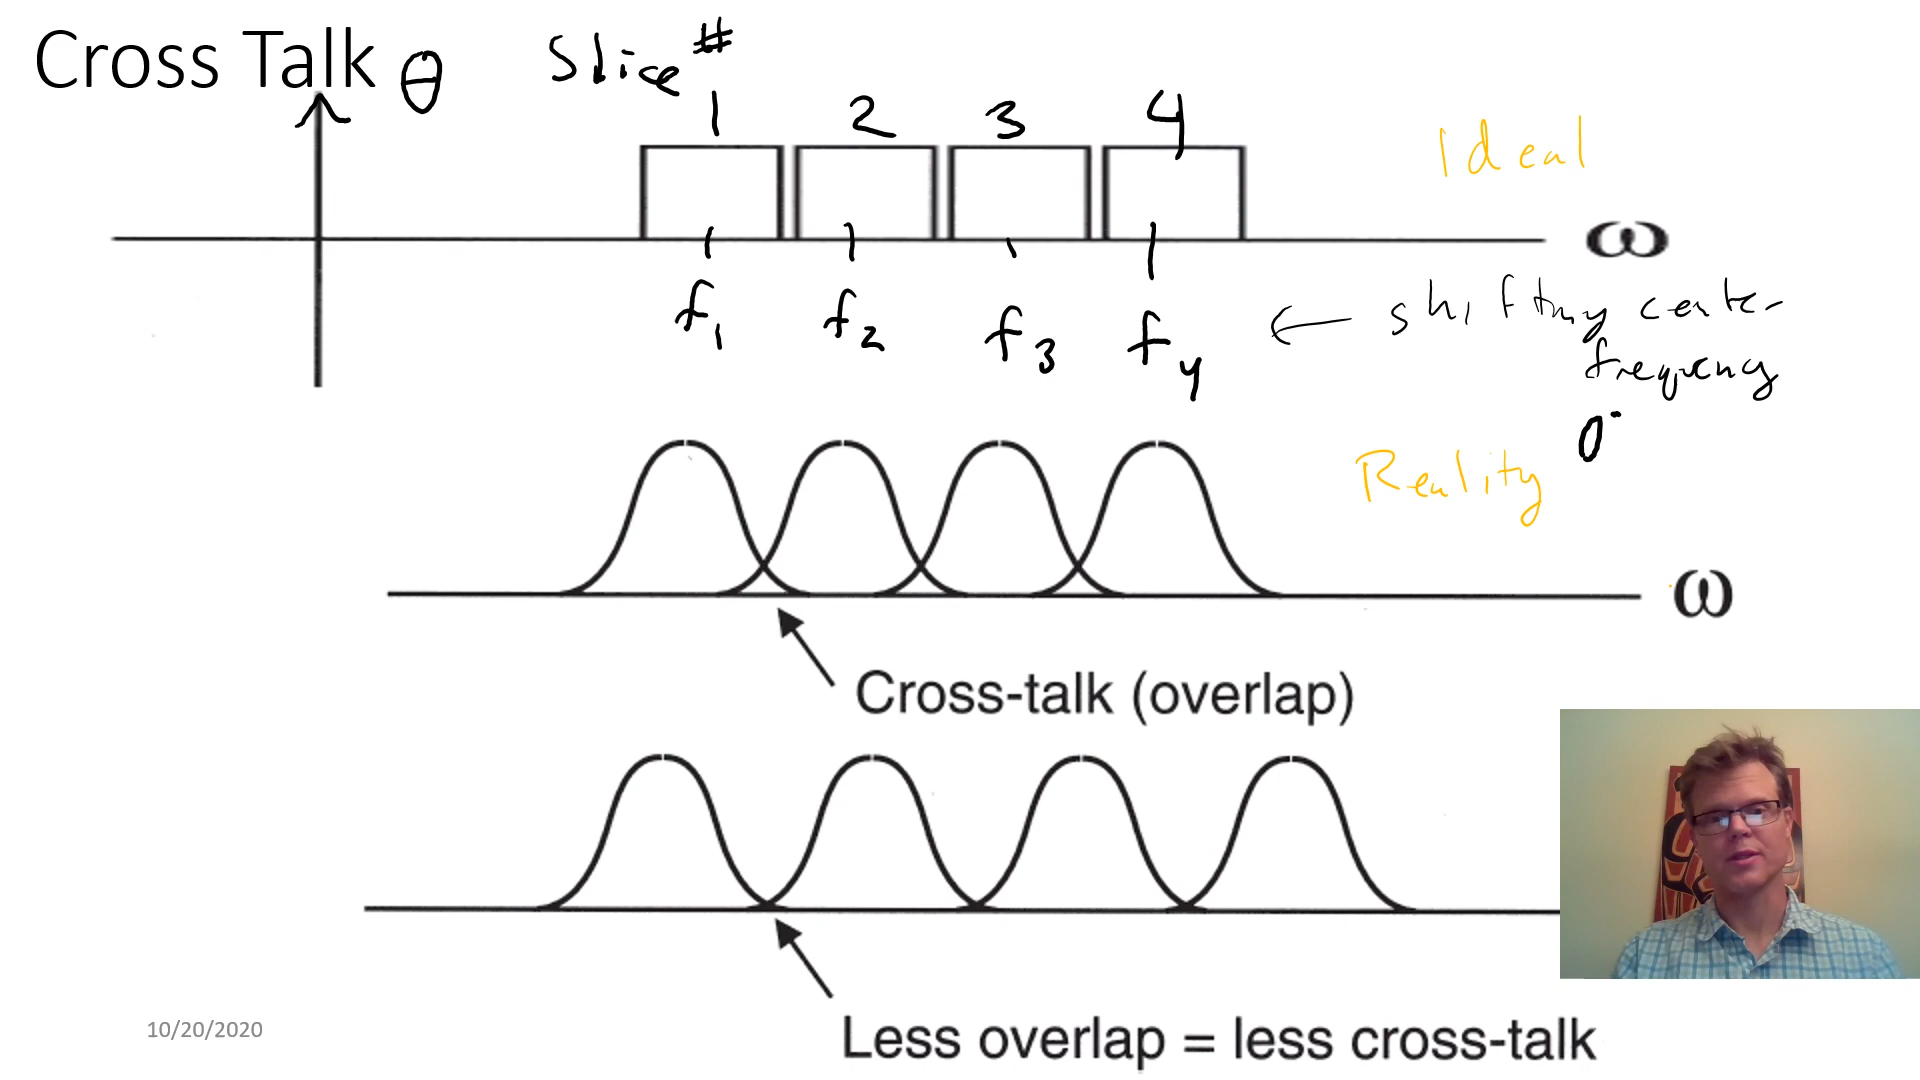 Cross Talk θ
Slice #
1 2 3 4
Ideal
ω
f1 f2 f3 f4
← shifting center
frequency
Reality
ω
Cross-talk (overlap)
Less overlap = less cross-talk
10/20/2020